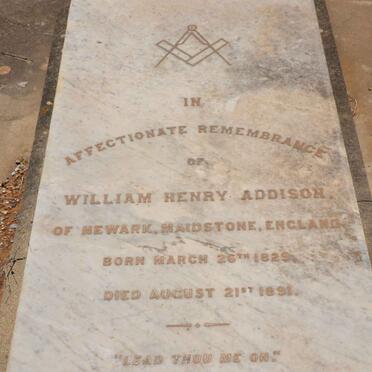 IN
AFFECTIONATE REMEMBRANCE
OF
WILLIAM HENRY ADDISON,
OF NEWARK, MAIDSTONE, ENGLAND.
BORN MARCH 26TH 1829.
DIED AUGUST 21ST 1891.
"LEAD THOU ME ON."